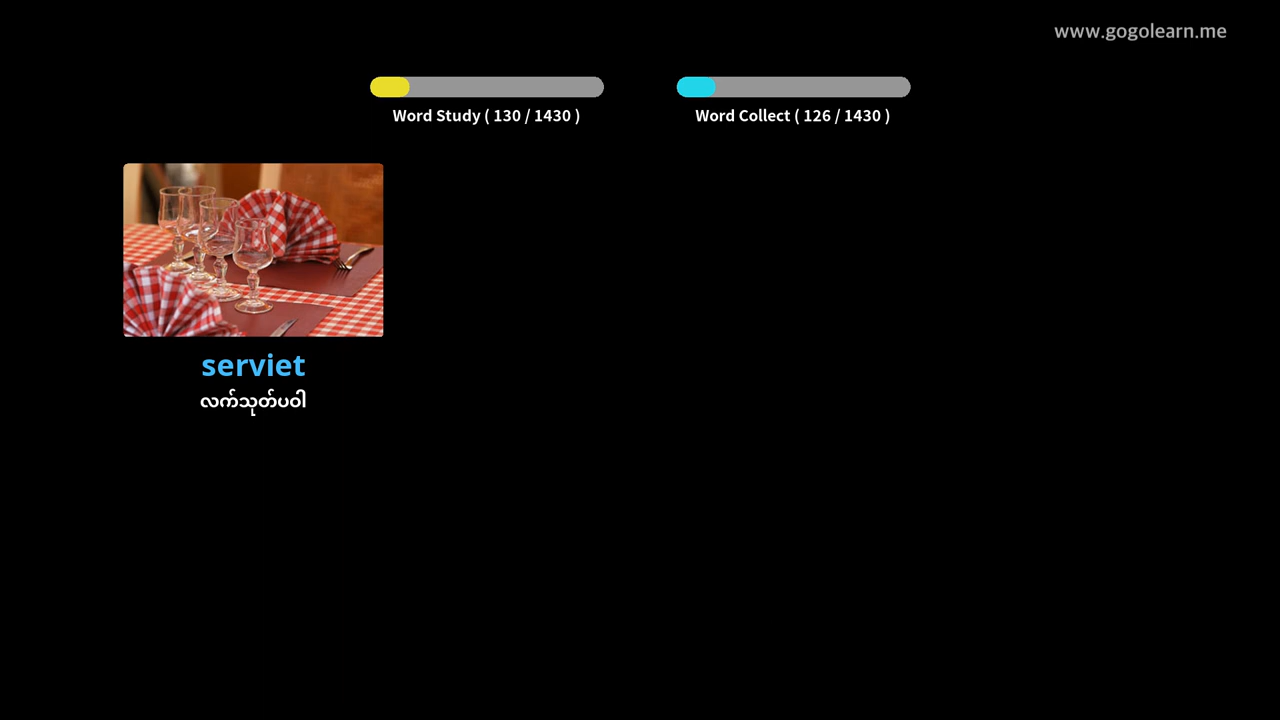 www.gogolearn.me
Word Study ( 130 / 1430 )
Word Collect ( 126 / 1430 )
serviet
လက်သုတ်ပဝါ